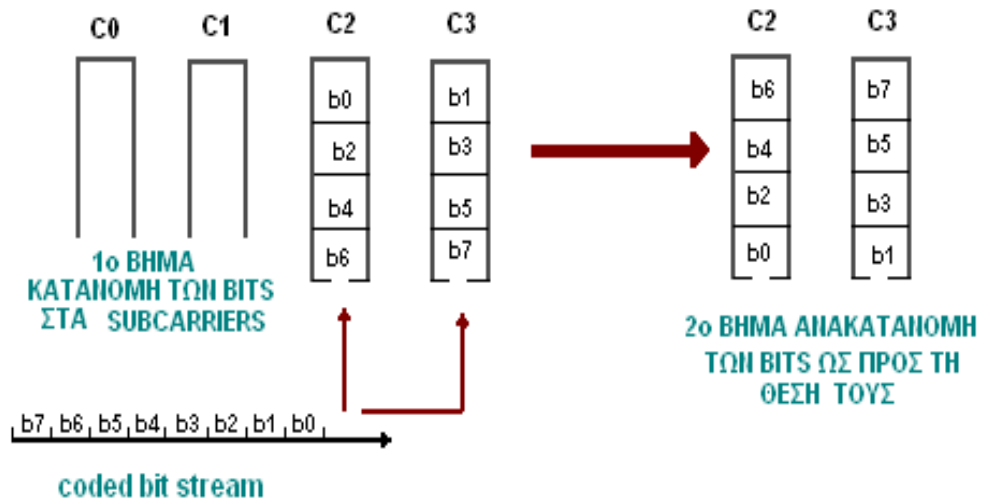 C0 C1 C2 C3 C2 C3
b0 b1 b6 b7
b2 b3 b4 b5
b4 b5 b2 b3
b6 b7 b0 b1
1ο ΒΗΜΑ
ΚΑΤΑΝΟΜΗ ΤΩΝ BITS
ΣΤΑ SUBCARRIERS
2ο ΒΗΜΑ ΑΝΑΚΑΤΑΝΟΜΗ
ΤΩΝ BITS ΩΣ ΠΡΟΣ ΤΗ
ΘΕΣΗ ΤΟΥΣ
b7 b6 b5 b4 b3 b2 b1 b0
coded bit stream